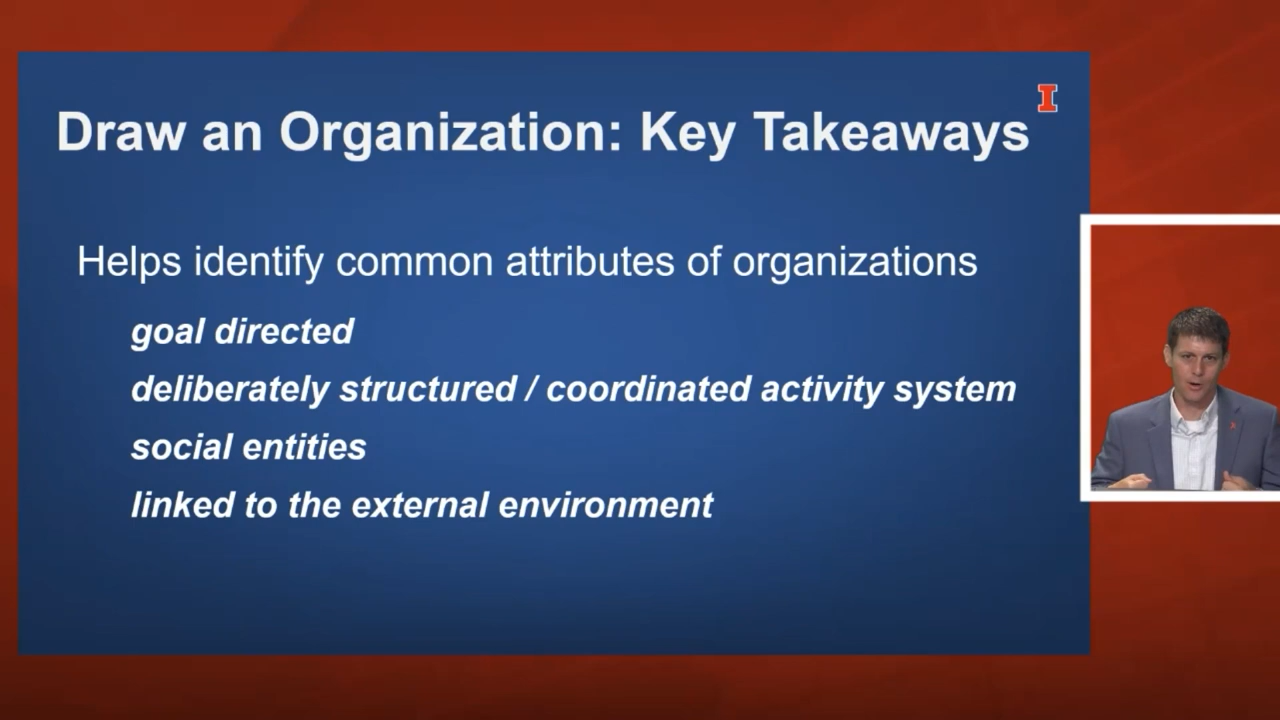 Draw an Organization: Key Takeaways
Helps identify common attributes of organizations
goal directed
deliberately structured / coordinated activity system
social entities
linked to the external environment